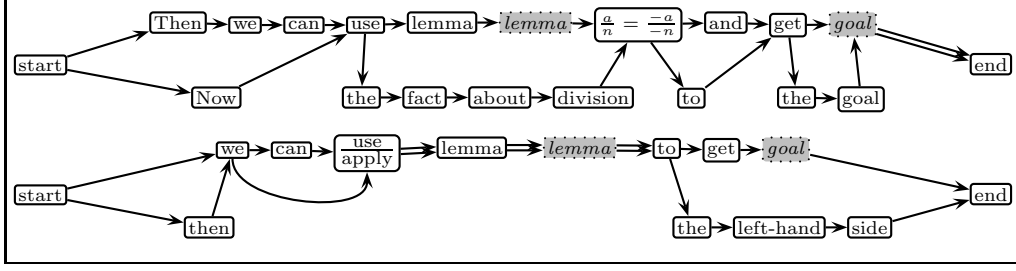 Then we can use lemma lemma a/n = -a/-n and get goal
start end
Now the fact about division to the goal
we can use/apply lemma lemma to get goal
start end
then the left-hand side